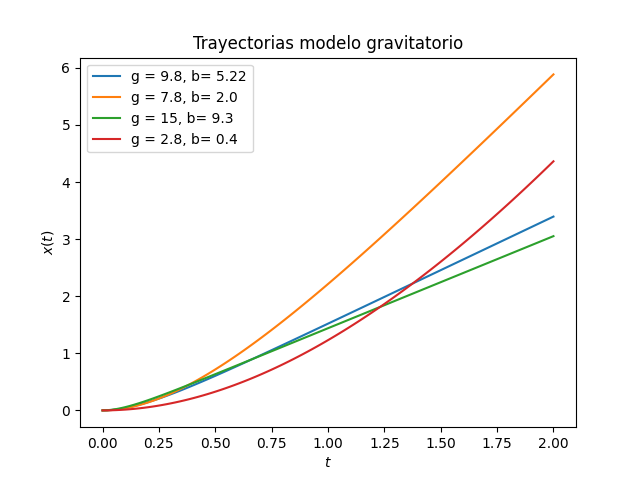 Trayectorias modelo gravitatorio
g = 9.8, b= 5.22
g = 7.8, b= 2.0
g = 15, b= 9.3
g = 2.8, b= 0.4
6
5
4
3
2
1
0
x(t)
0.00 0.25 0.50 0.75 1.00 1.25 1.50 1.75 2.00
t